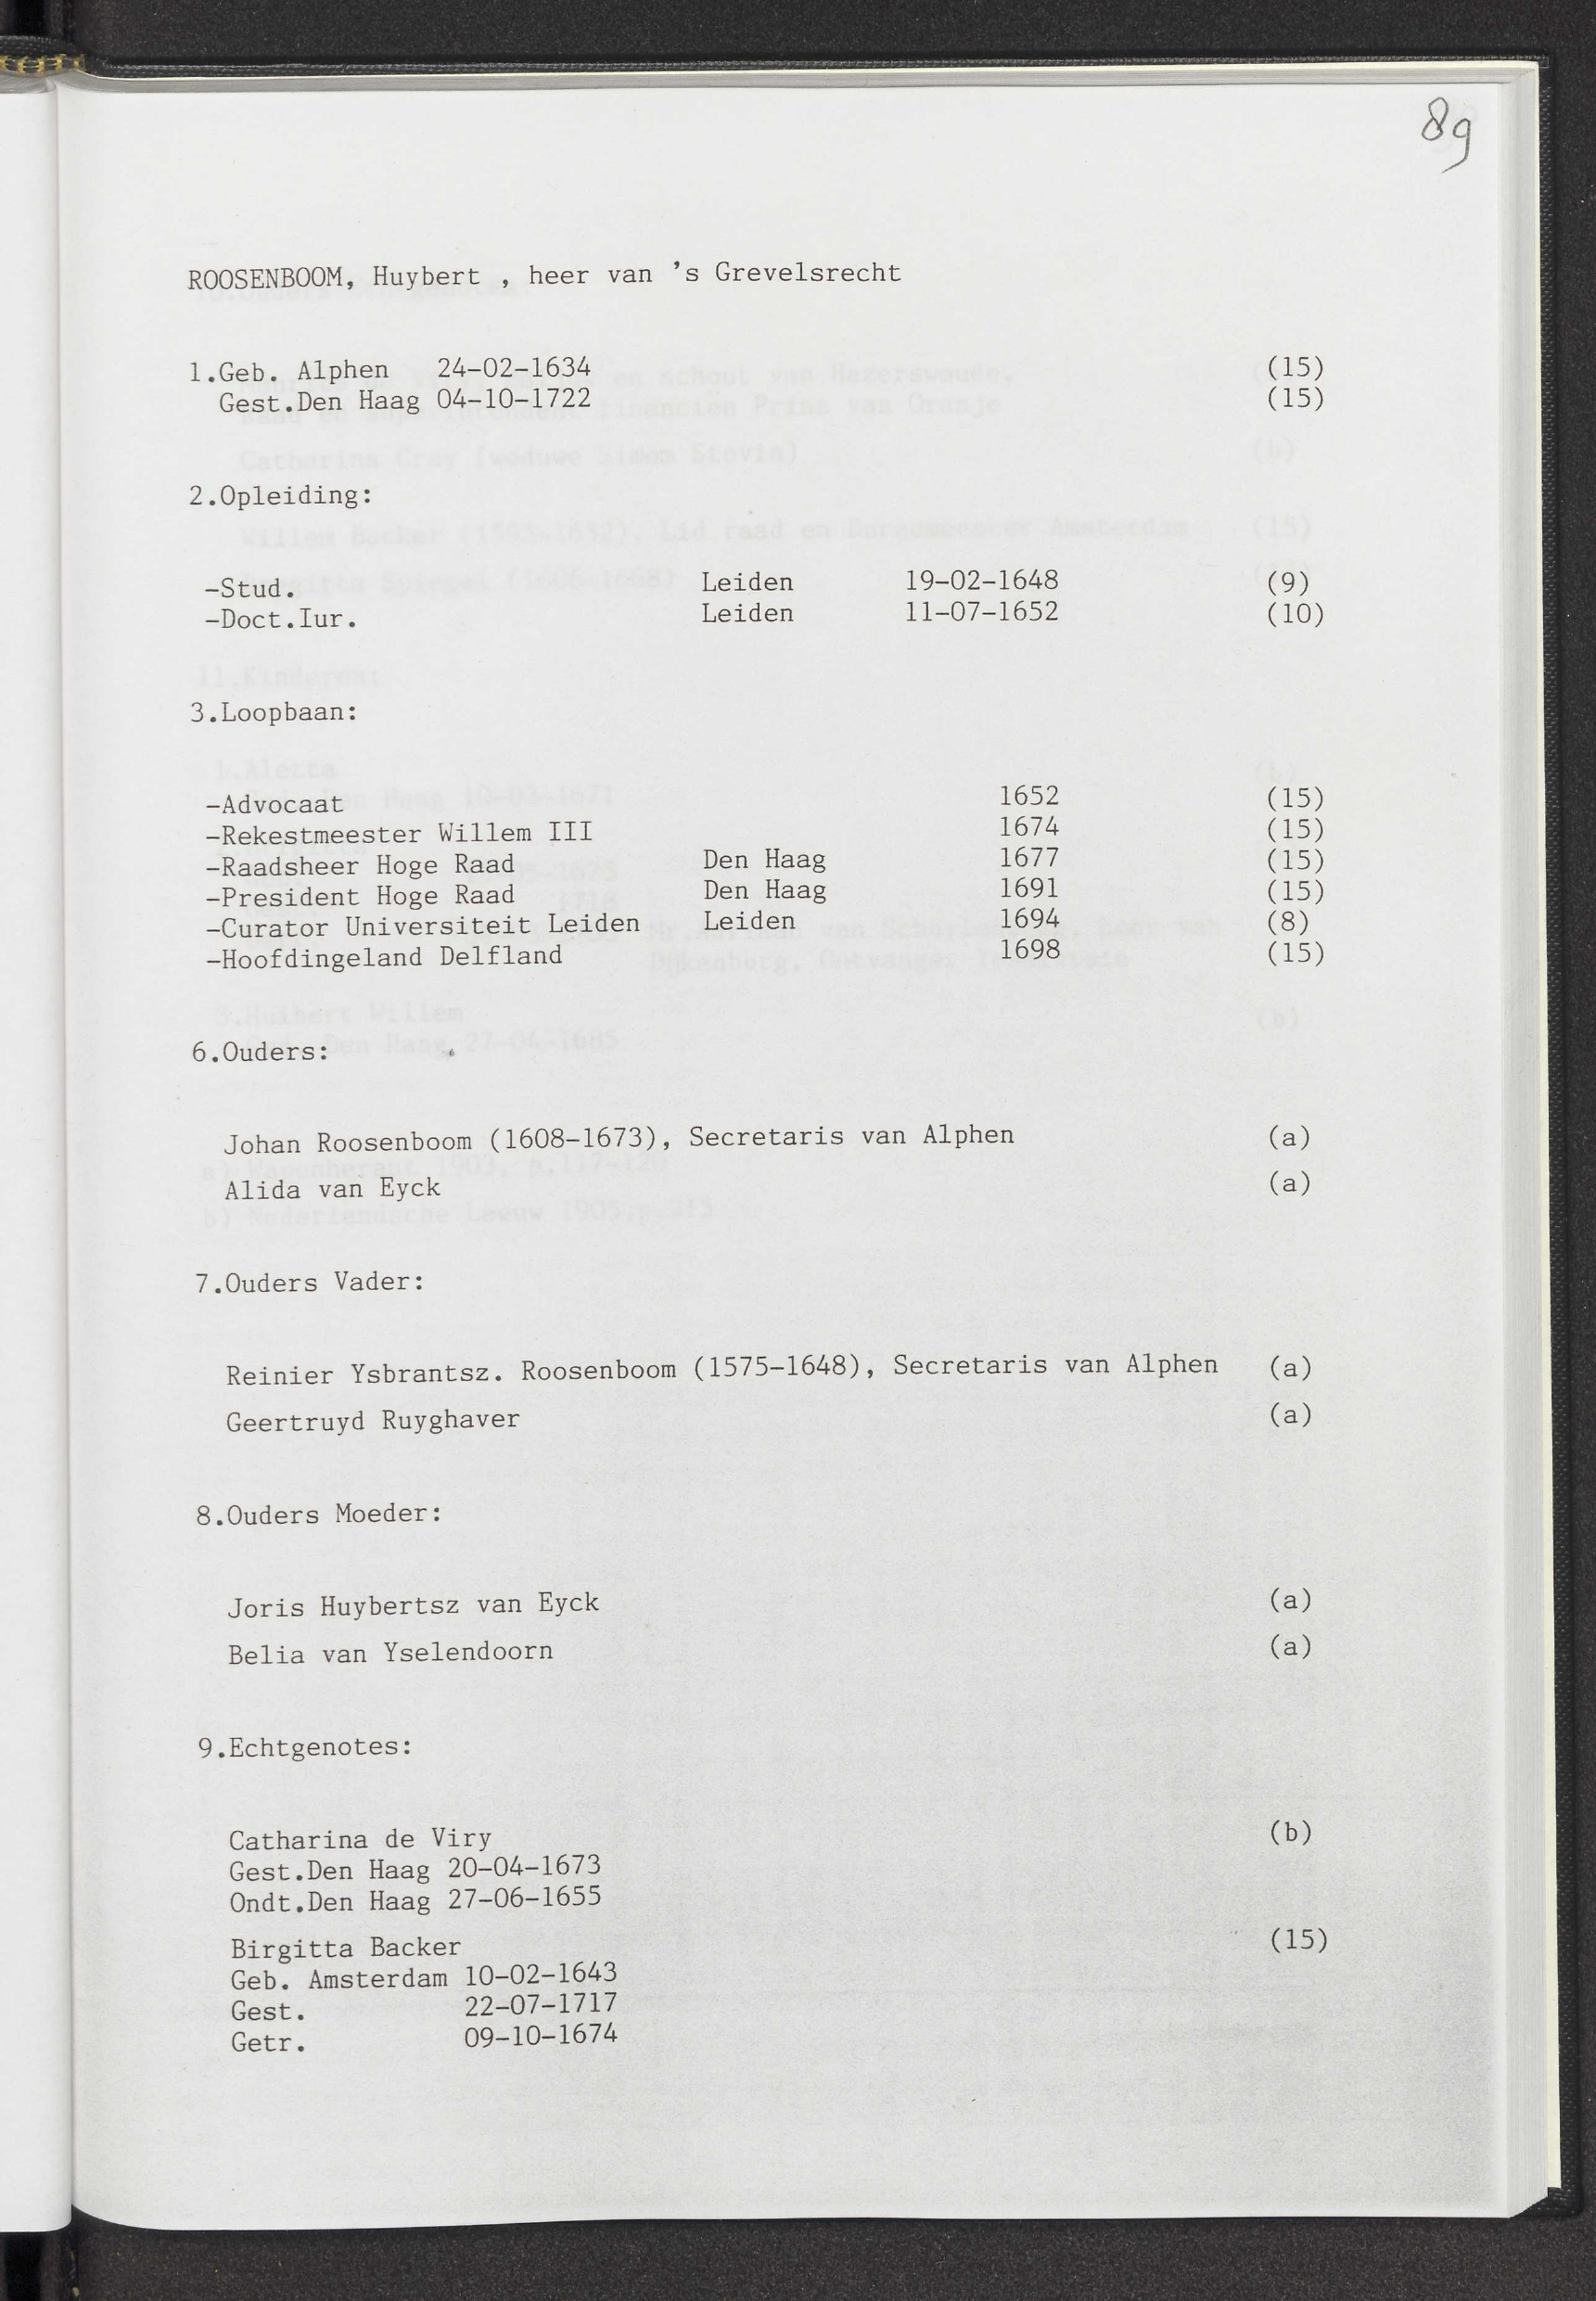 89
ROOSENBOOM, Huybert , heer van 's Grevelsrecht
1.Geb. Alphen 24-02-1634 (15)
Gest.Den Haag 04-10-1722 (15)
2.Opleiding:
-Stud. Leiden 19-02-1648 (9)
-Doct.Iur. Leiden 11-07-1652 (10)
3.Loopbaan:
-Advocaat 1652 (15)
-Rekestmeester Willem III 1674 (15)
-Raadsheer Hoge Raad Den Haag 1677 (15)
-President Hoge Raad Den Haag 1691 (15)
-Curator Universiteit Leiden Leiden 1694 (8)
-Hoofdingeland Delfland 1698 (15)
6.Ouders:
Johan Roosenboom (1608-1673), Secretaris van Alphen (a)
Alida van Eyck (a)
7.Ouders Vader:
Reinier Ysbrantsz. Roosenboom (1575-1648), Secretaris van Alphen (a)
Geertruyd Ruyghaver (a)
8.Ouders Moeder:
Joris Huybertsz van Eyck (a)
Belia van Yselendoorn (a)
9.Echtgenotes:
Catharina de Viry (b)
Gest.Den Haag 20-04-1673
Ondt.Den Haag 27-06-1655
Birgitta Backer (15)
Geb. Amsterdam 10-02-1643
Gest. 22-07-1717
Getr. 09-10-1674